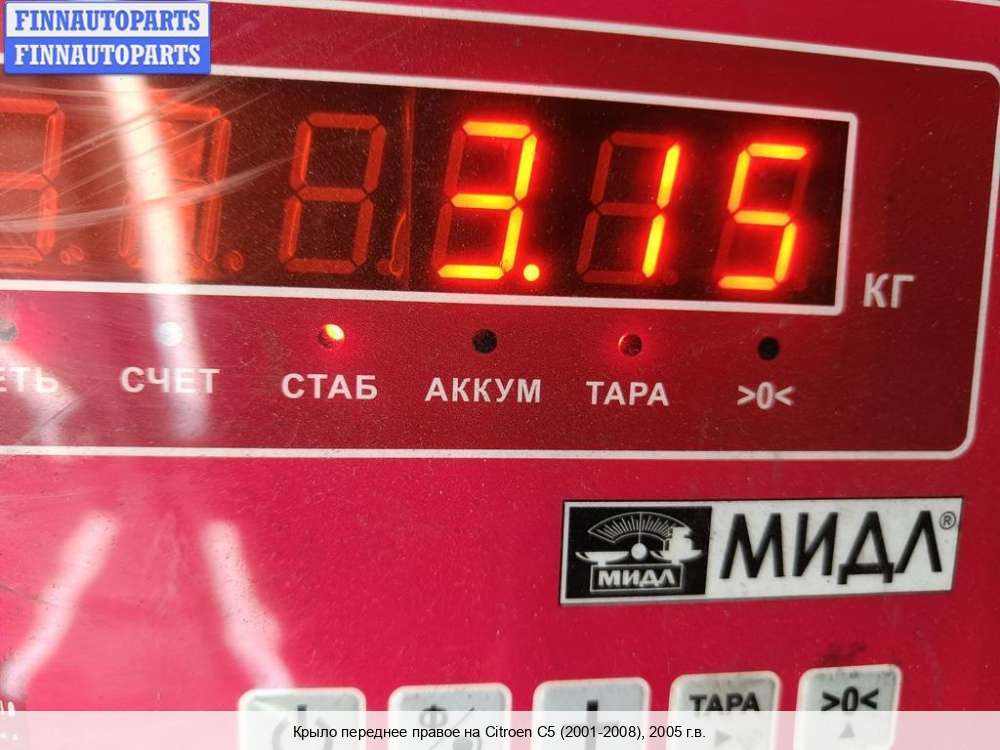 FINNAUTOPARTS
FINNAUTOPARTS
3.15
КГ
ЕТЬ СЧЕТ СТАБ АККУМ ТАРА >0<
МИДЛ МИДЛ®
ТАРА >0<
Крыло переднее правое на Citroen C5 (2001-2008), 2005 г.в.